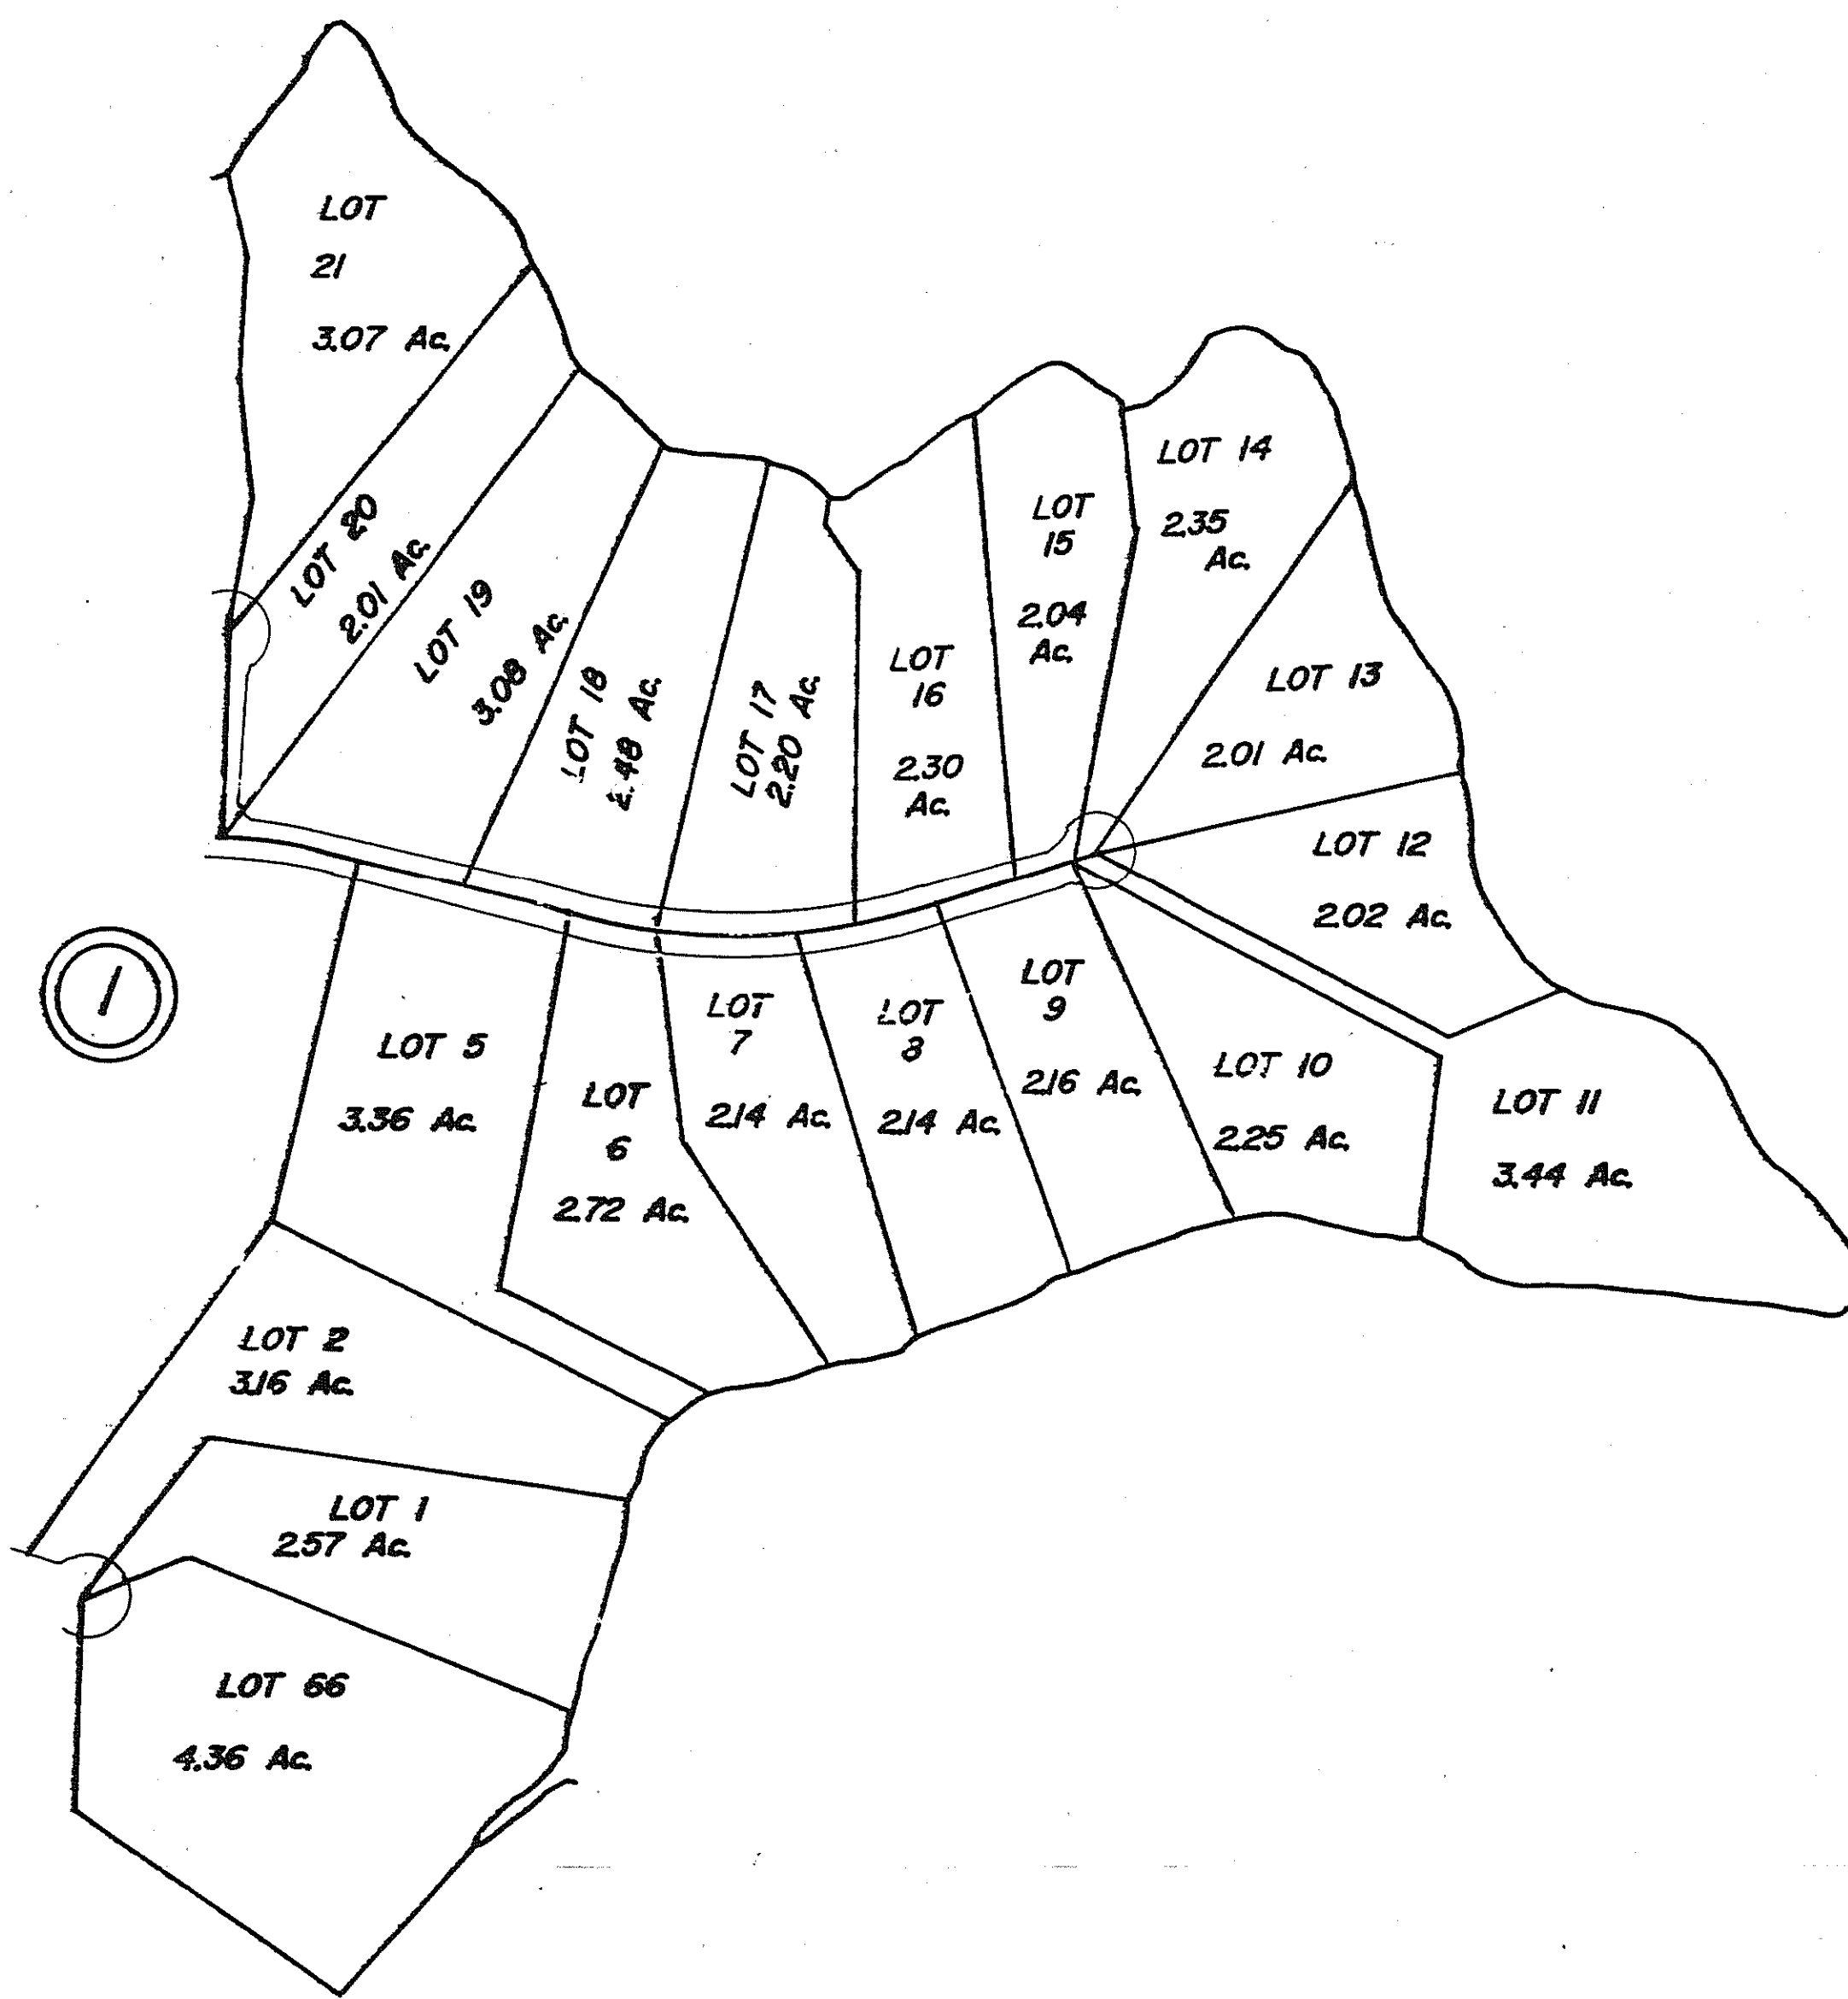 LOT
21
3.07 Ac.
LOT 20
2.01 Ac.
LOT 19
3.08 Ac.
LOT 18
2.48 Ac.
LOT 17
2.20 Ac.
LOT
16
2.30
Ac.
LOT
15
2.04
Ac.
LOT 14
2.35
Ac.
LOT 13
2.01 Ac.
LOT 12
2.02 Ac.
1
LOT 5
3.36 Ac.
LOT
6
2.72 Ac.
LOT
7
2.14 Ac.
LOT
8
2.14 Ac.
LOT
9
2.16 Ac.
LOT 10
2.25 Ac.
LOT 11
3.44 Ac.
LOT 2
3.16 Ac.
LOT 1
2.57 Ac.
LOT 66
4.36 Ac.